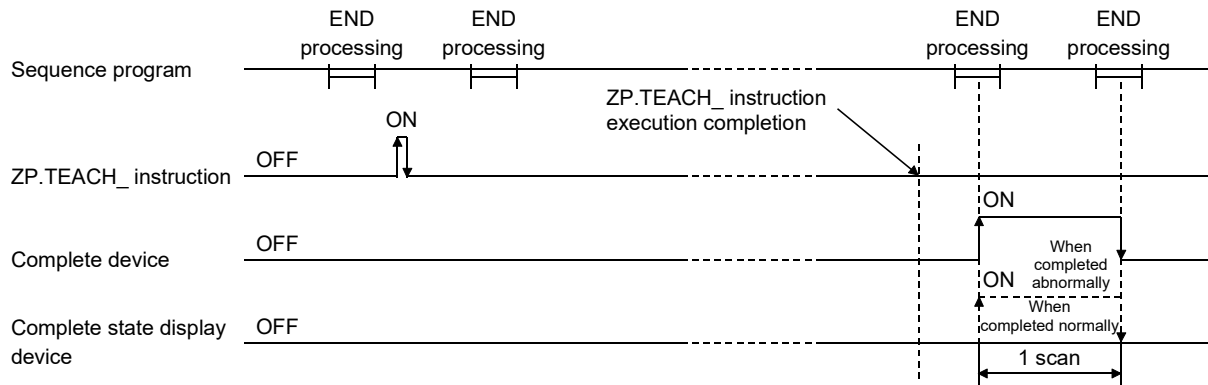 END processing
END processing
END processing
END processing
Sequence program
ZP.TEACH_ instruction
execution completion
ON
OFF
ZP.TEACH_ instruction
ON
OFF
Complete device
When
completed
abnormally
ON
OFF
When
completed normally
Complete state display
device
1 scan